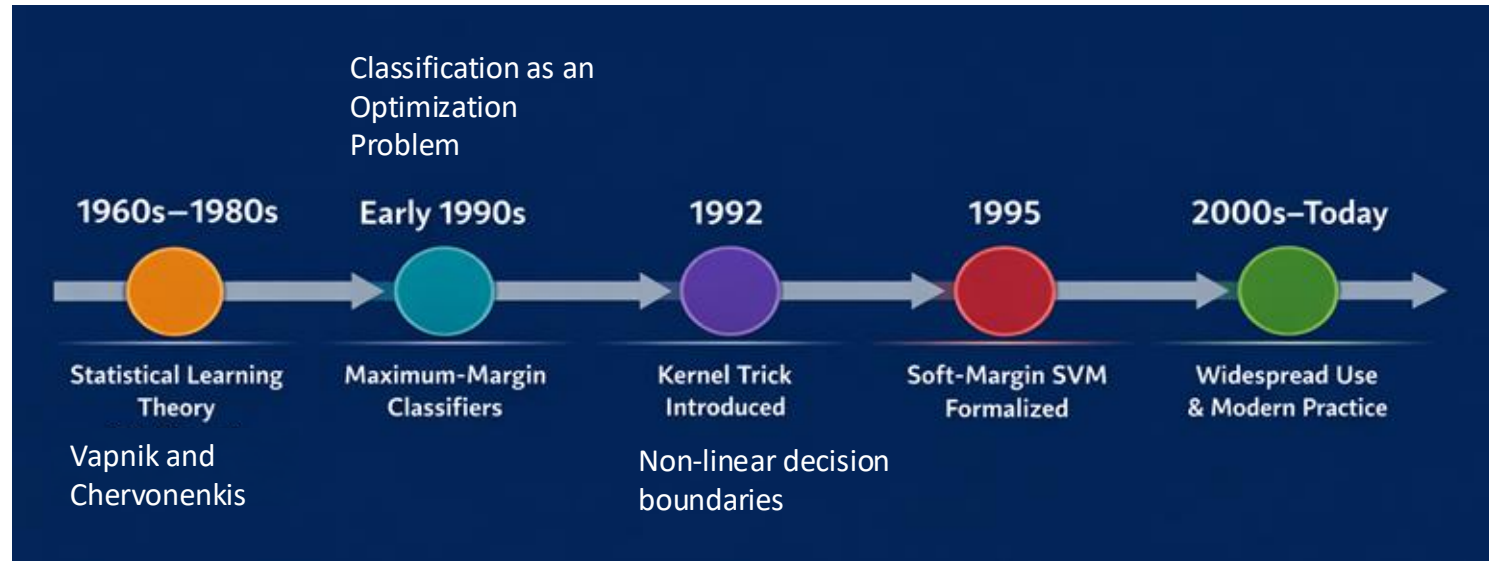 Classification as an
Optimization
Problem
1960s–1980s
Early 1990s
1992
1995
2000s–Today
Statistical Learning
Theory
Maximum-Margin
Classifiers
Kernel Trick
Introduced
Soft-Margin SVM
Formalized
Widespread Use
& Modern Practice
Vapnik and
Chervonenkis
Non-linear decision
boundaries